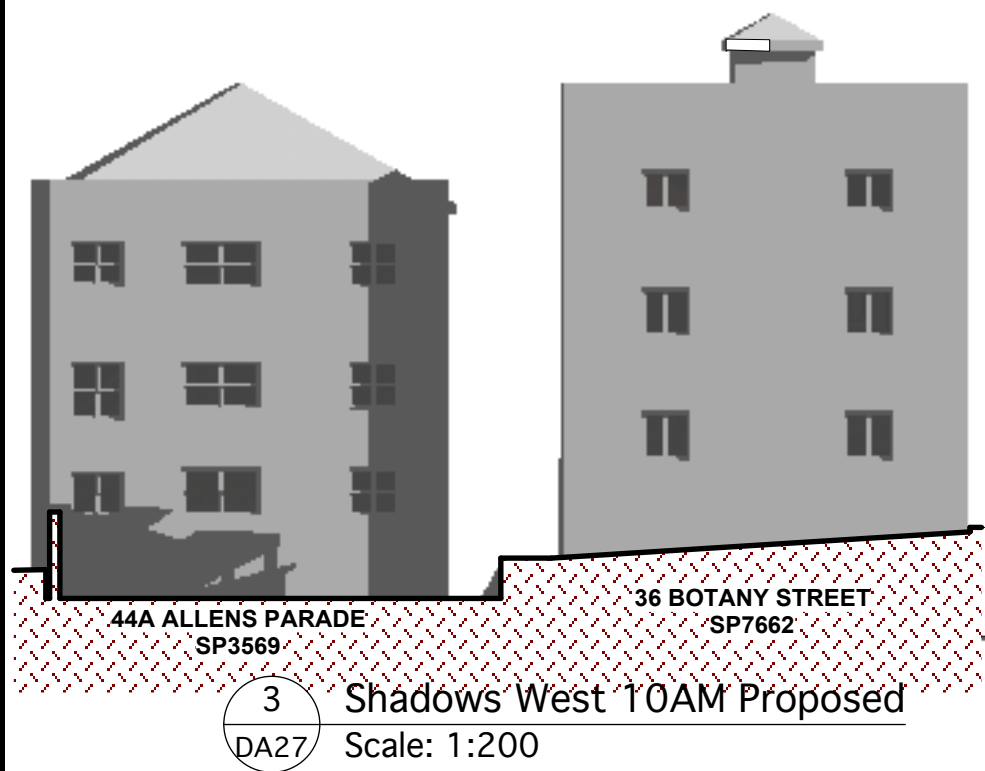 44A ALLENS PARADE
SP3569
36 BOTANY STREET
SP7662
3
DA27
Shadows West 10AM Proposed
Scale: 1:200